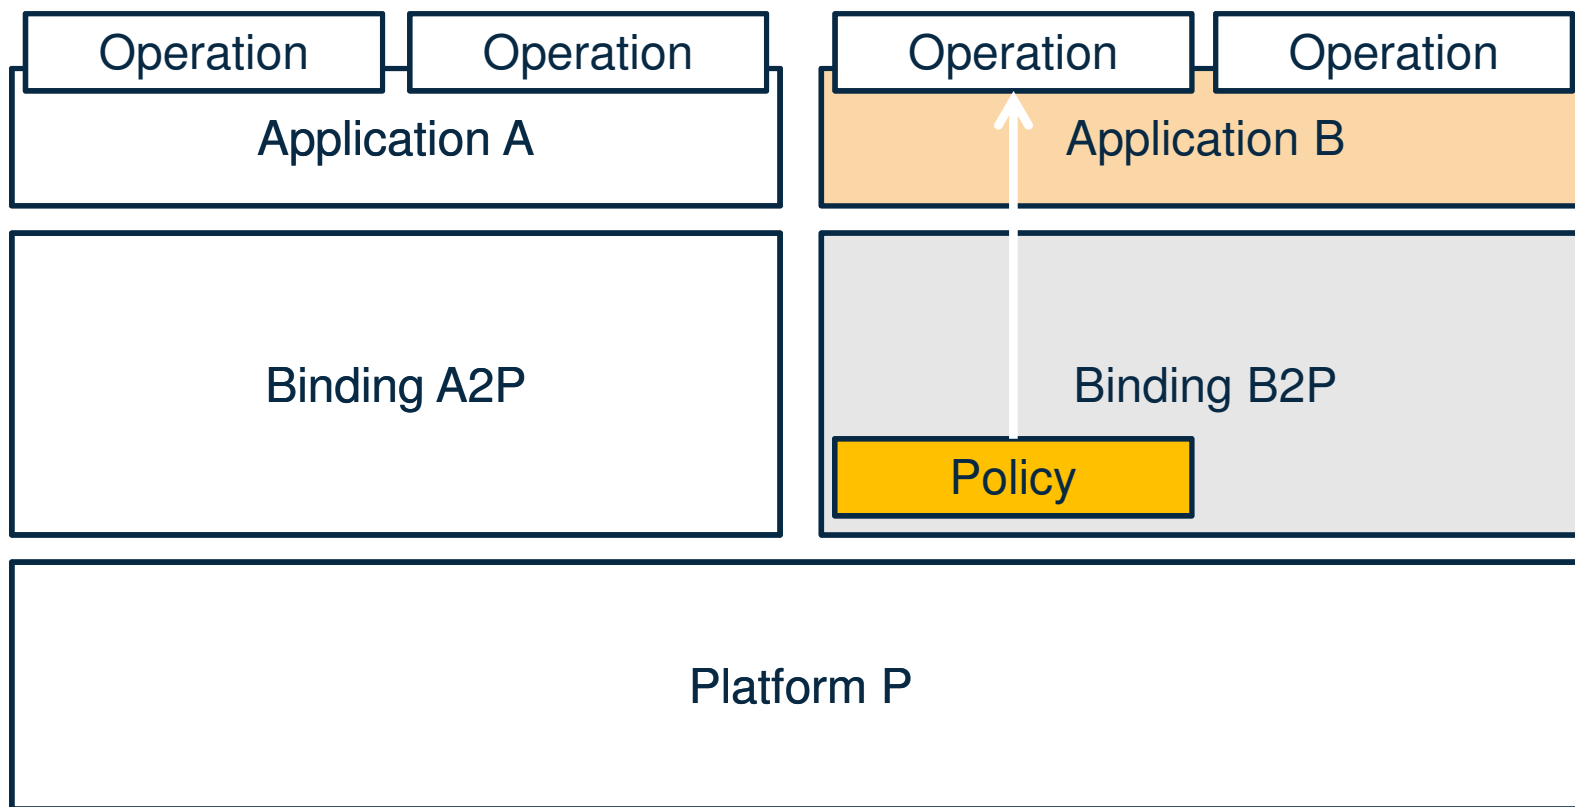 Operation
Operation
Operation
Operation
Application A
Application B
Binding A2P
Binding B2P
Policy
Platform P